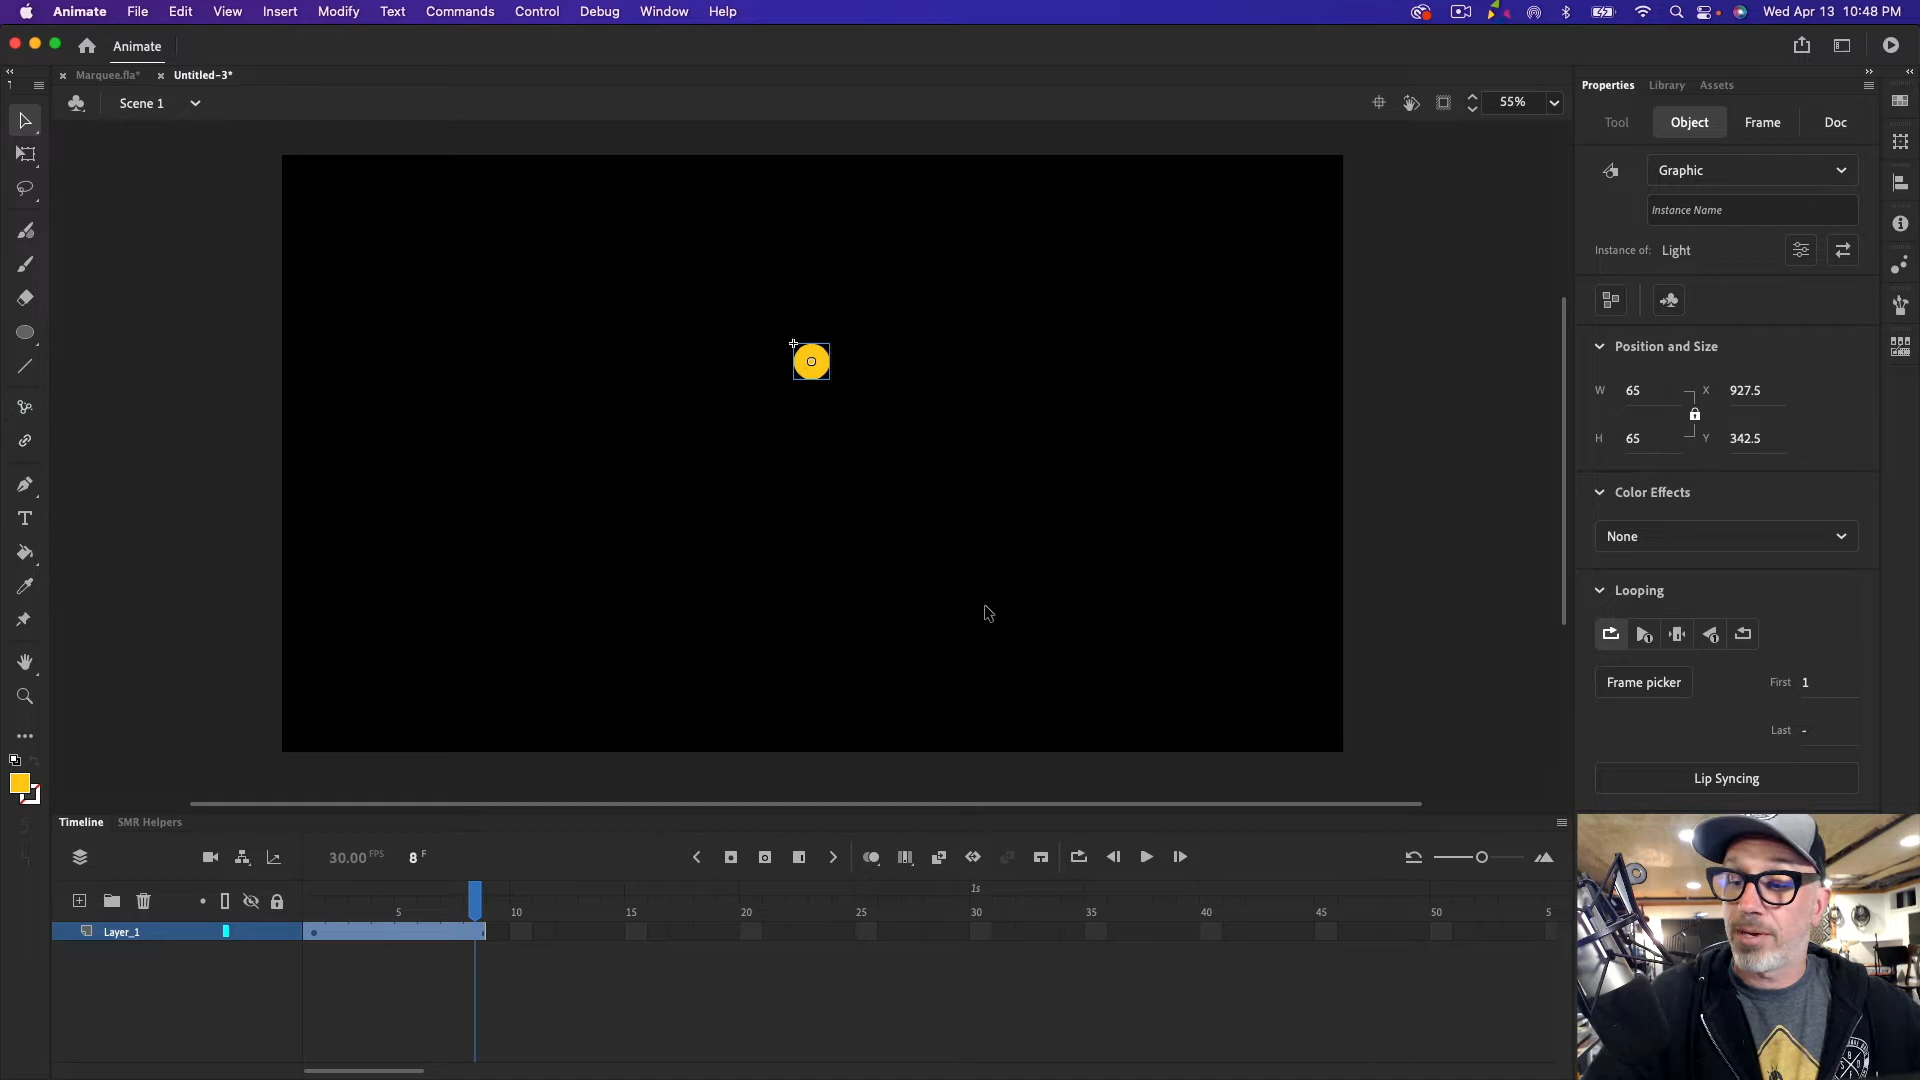 Animate File Edit View Insert Modify Text Commands Control Debug Window Help Wed Apr 13 10:48 PM
Animate
Marquee.fla* Untitled-3*
Scene 1 55%
Properties Library Assets
Tool Object Frame Doc
Graphic
Instance Name
Instance of: Light
Position and Size
W 65 X 927.5
H 65 Y 342.5
Color Effects
None
Looping
Frame picker First 1
Last -
Lip Syncing
Timeline SMR Helpers
30.00 FPS 8 F
1s
5 10 15 20 25 30 35 40 45 50 5
Layer_1